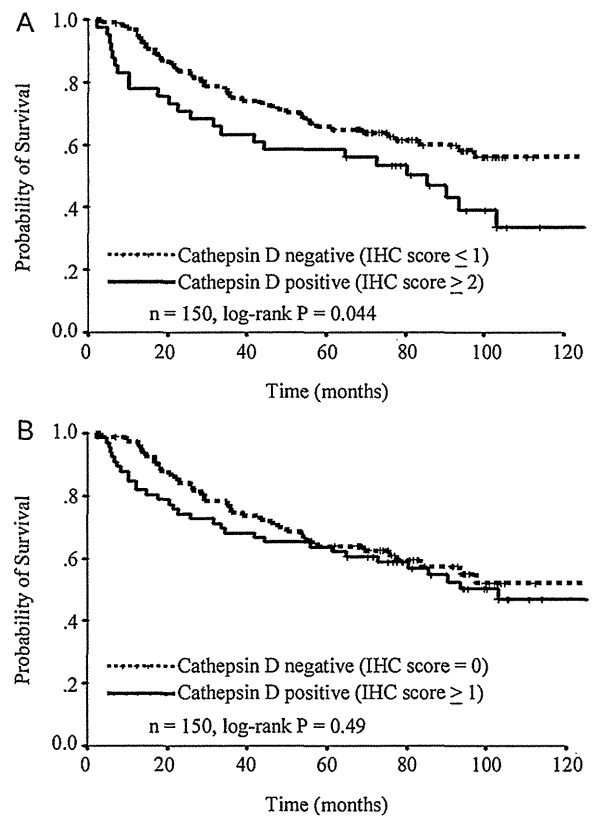 A
Probability of Survival
1.0
.8
.6
.4
.2
0.0
Cathepsin D negative (IHC score ≤ 1)
Cathepsin D positive (IHC score ≥ 2)
n = 150, log-rank P = 0.044
0 20 40 60 80 100 120
Time (months)
B
Probability of Survival
1.0
.8
.6
.4
.2
0.0
Cathepsin D negative (IHC score = 0)
Cathepsin D positive (IHC score ≥ 1)
n = 150, log-rank P = 0.49
0 20 40 60 80 100 120
Time (months)